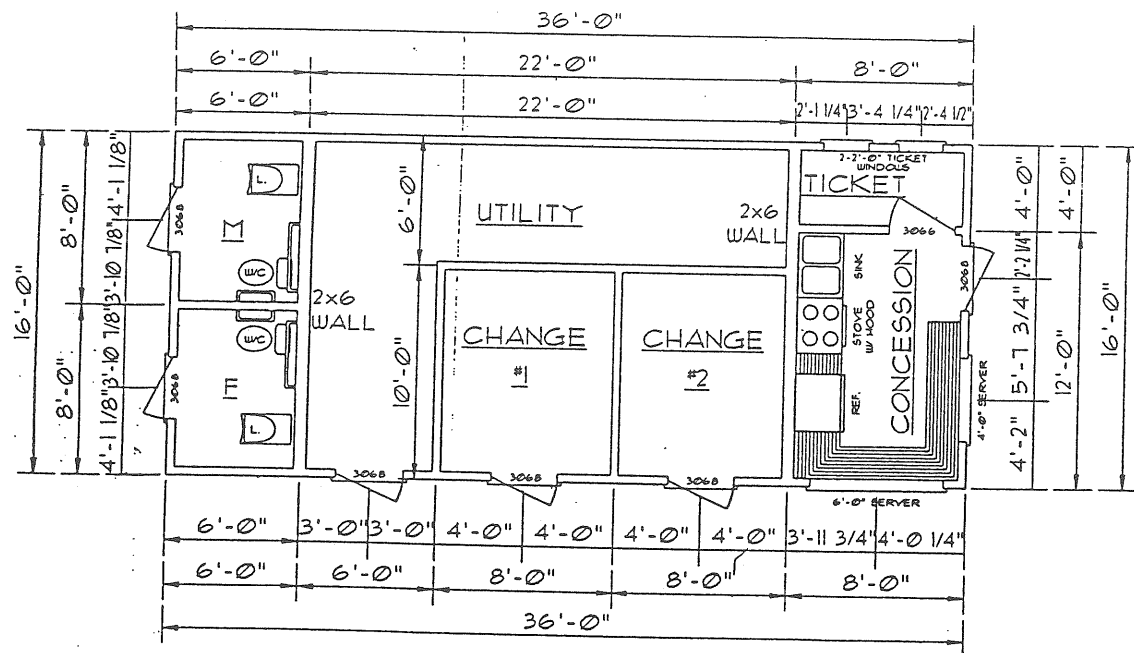 36'-0"
6'-0" 22'-0" 8'-0"
6'-0" 22'-0" 2'-1 1/4" 3'-4 1/4" 2'-4 1/2"
16'-0"
8'-0"
8'-0"
4'-1 1/8"
3'-10 7/8"
3'-10 7/8"
4'-1 1/8"
3068
M
L.
W/C
3068
F
W/C
L.
2x6
WALL
6'-0"
10'-0"
UTILITY
2x6
WALL
CHANGE
#1
CHANGE
#2
2-2'-0" TICKET
WINDOWS
TICKET
3066
SINK
STOVE
W/ HOOD
REF.
CONCESSION
3068
4'-0" SERVER
6'-0" SERVER
3068
3068
3068
4'-0"
2'-2 1/4"
5'-7 3/4"
4'-2"
4'-0"
12'-0"
16'-0"
6'-0" 3'-0" 3'-0" 4'-0" 4'-0" 4'-0" 4'-0" 3'-11 3/4" 4'-0 1/4"
6'-0" 6'-0" 8'-0" 8'-0" 8'-0"
36'-0"